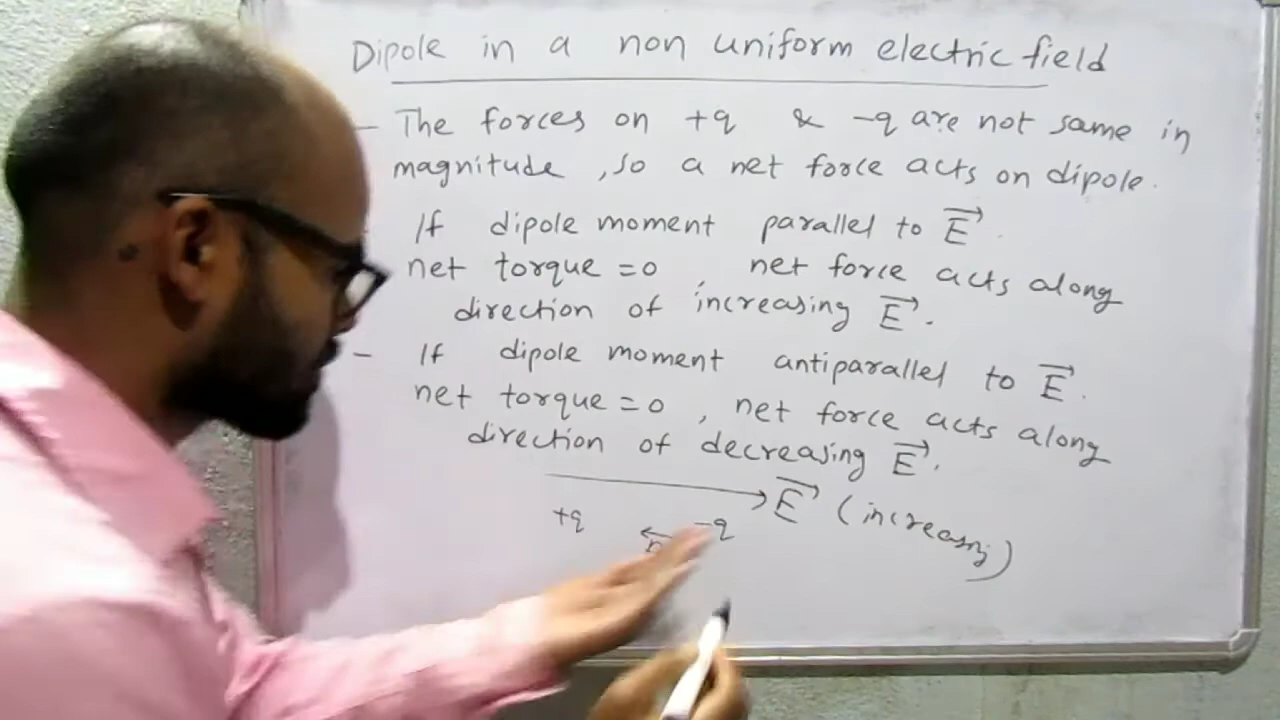 Dipole in a non uniform electric field
- The forces on +q & -q are not same in
magnitude, so a net force acts on dipole.
If dipole moment parallel to E⃗.
net torque = 0 net force acts along
direction of increasing E⃗.
- If dipole moment antiparallel to E⃗.
net torque = 0, net force acts along
direction of decreasing E⃗.
E⃗ (increasing)
+q -q